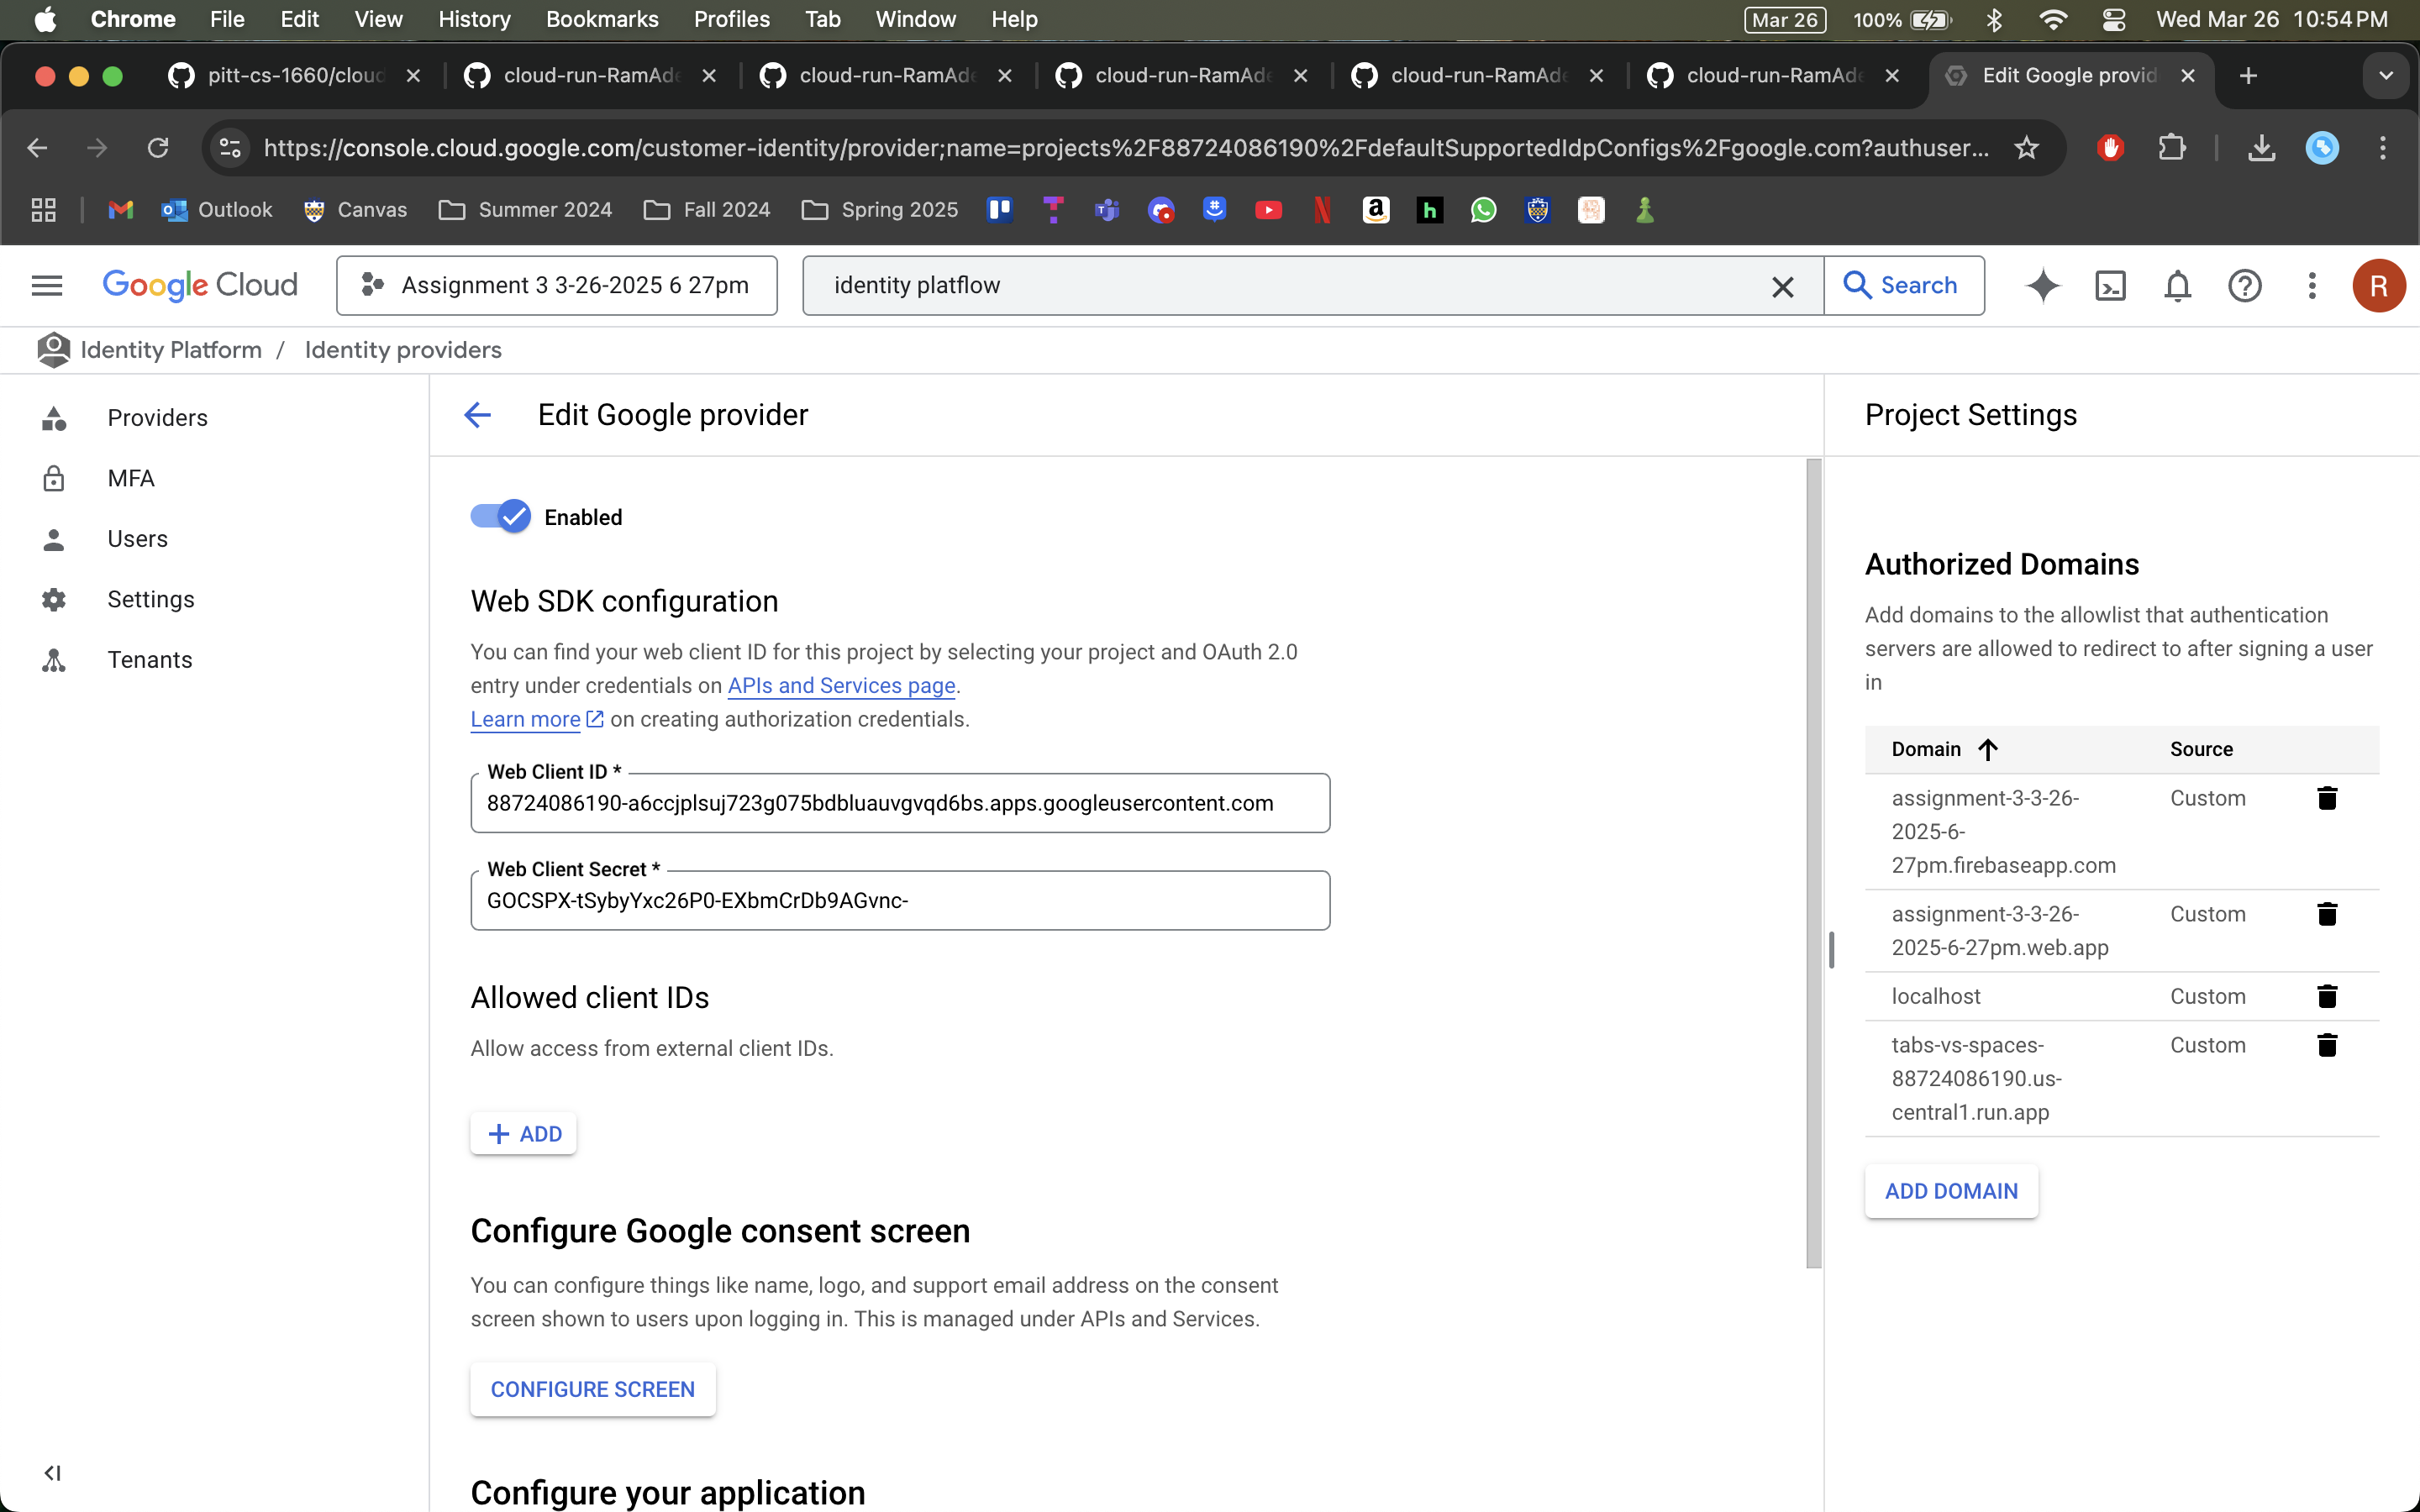 Chrome File Edit View History Bookmarks Profiles Tab Window Help Mar 26 100% Wed Mar 26 10:54 PM
pitt-cs-1660/cloud cloud-run-RamAde cloud-run-RamAde cloud-run-RamAde cloud-run-RamAde cloud-run-RamAde Edit Google provid
https://console.cloud.google.com/customer-identity/provider;name=projects%2F88724086190%2FdefaultSupportedIdpConfigs%2Fgoogle.com?authuser...
Outlook Canvas Summer 2024 Fall 2024 Spring 2025
Google Cloud Assignment 3 3-26-2025 6 27pm identity platflow Search R
Identity Platform / Identity providers
Providers
MFA
Users
Settings
Tenants
Edit Google provider
Enabled
Web SDK configuration
You can find your web client ID for this project by selecting your project and OAuth 2.0
entry under credentials on APIs and Services page.
Learn more on creating authorization credentials.
Web Client ID *
88724086190-a6ccjplsuj723g075bdbluauvgvqd6bs.apps.googleusercontent.com
Web Client Secret *
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
Allowed client IDs
Allow access from external client IDs.
ADD
Configure Google consent screen
You can configure things like name, logo, and support email address on the consent
screen shown to users upon logging in. This is managed under APIs and Services.
CONFIGURE SCREEN
Configure your application
Project Settings
Authorized Domains
Add domains to the allowlist that authentication
servers are allowed to redirect to after signing a user
in
Domain Source
assignment-3-3-26- Custom
2025-6-
27pm.firebaseapp.com
assignment-3-3-26- Custom
2025-6-27pm.web.app
localhost Custom
tabs-vs-spaces- Custom
88724086190.us-
central1.run.app
ADD DOMAIN